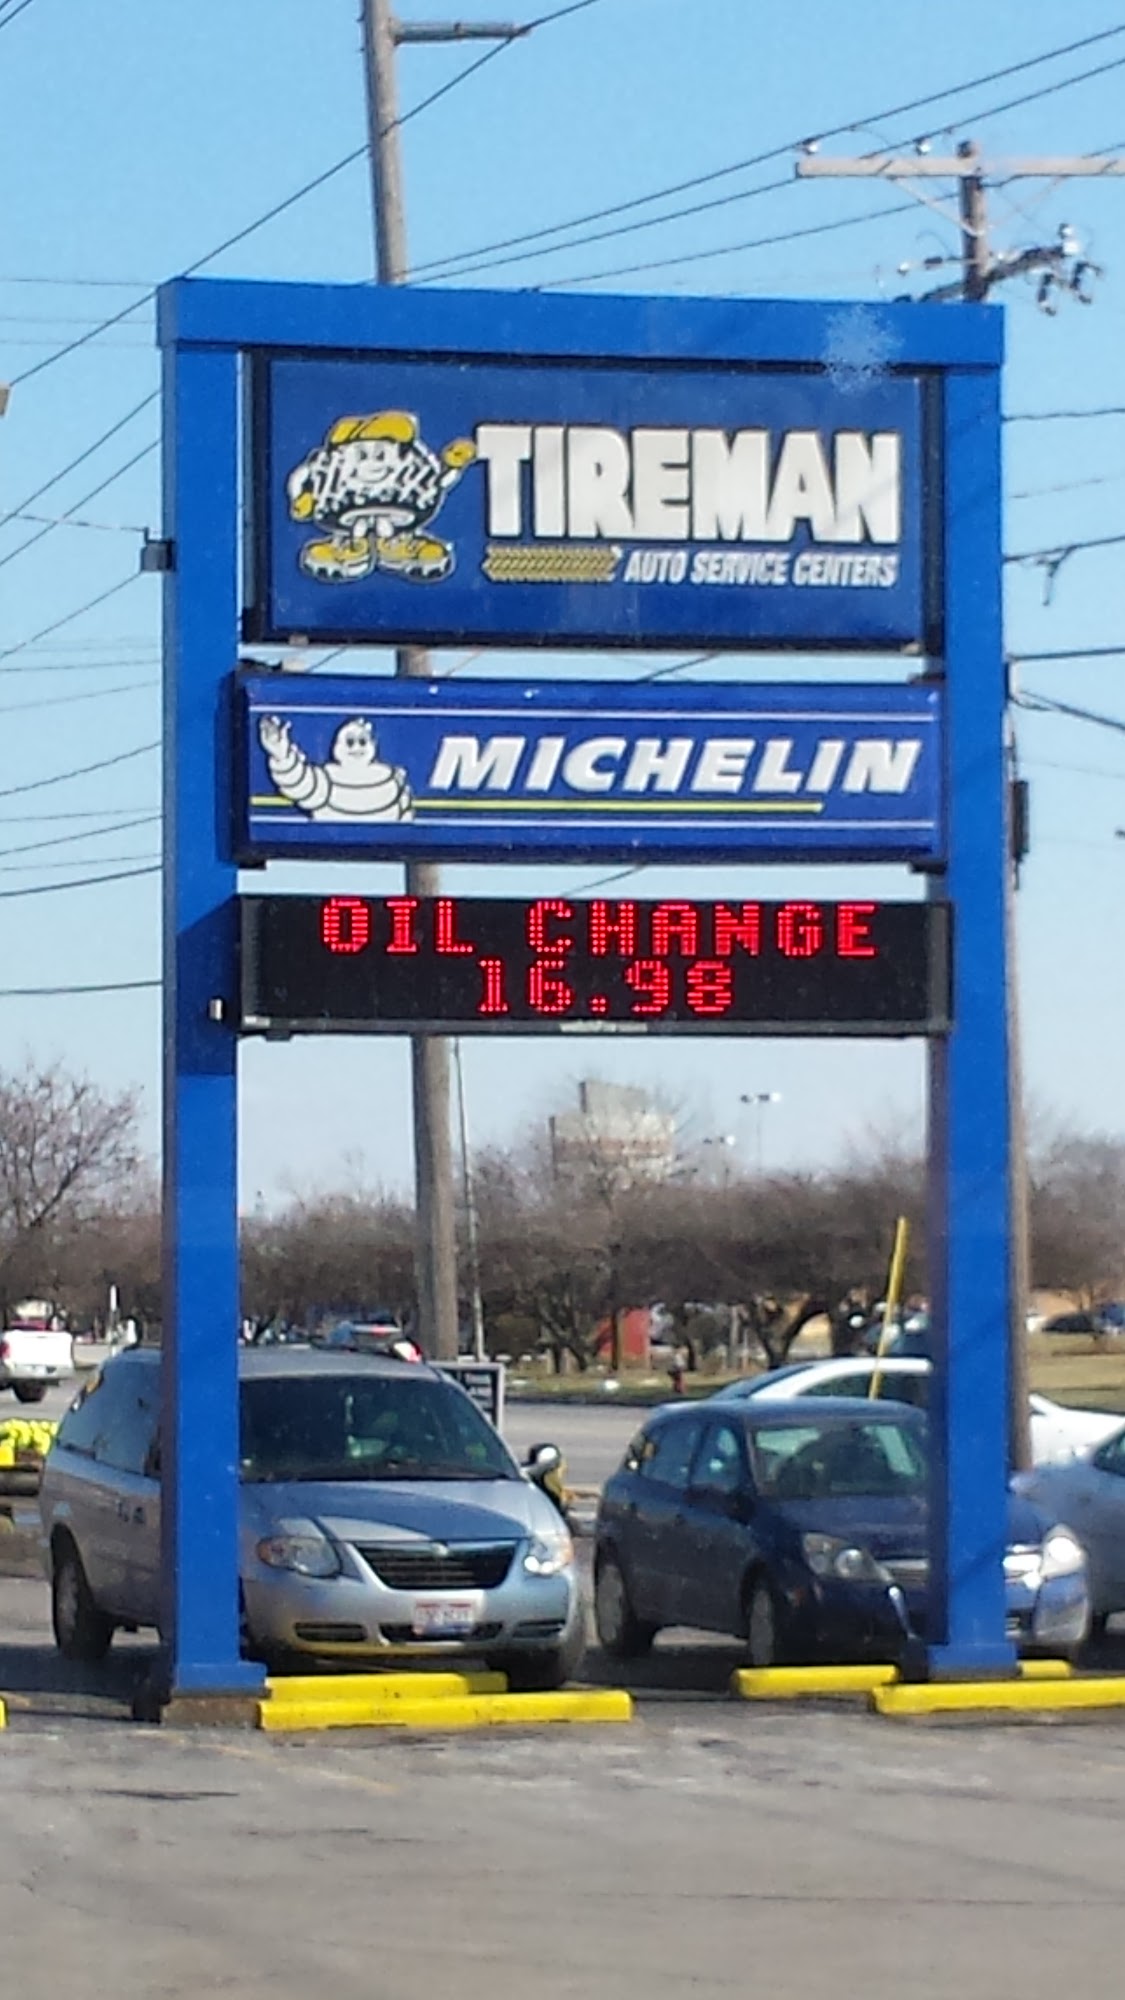 TIREMAN
AUTO SERVICE CENTERS
MICHELIN
OIL CHANGE
16.98